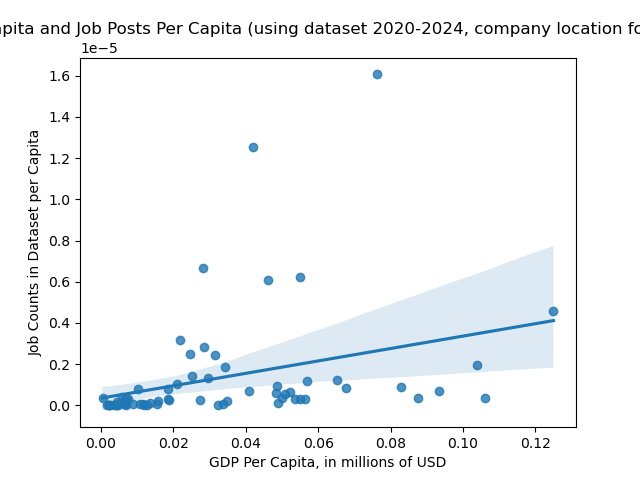 and Job Posts Per Capita (using dataset 2020-2024, company location
1e−5
1.6
1.4
1.2
1.0
0.8
0.6
0.4
0.2
0.0
Job Counts in Dataset per Capita
0.00 0.02 0.04 0.06 0.08 0.10 0.12
GDP Per Capita, in millions of USD